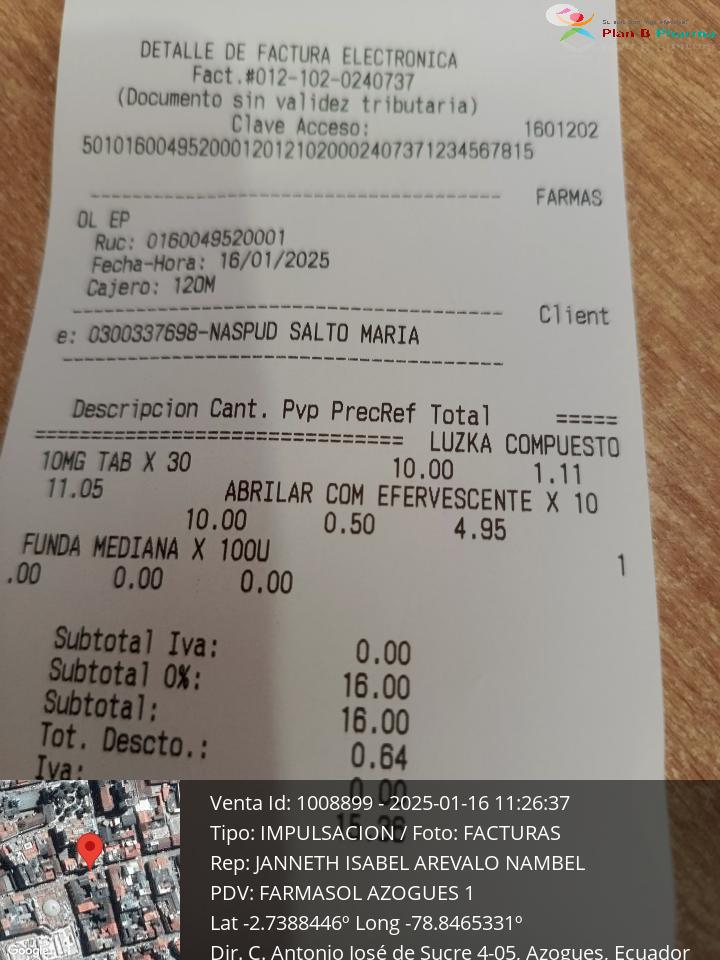 Plan B Pharma
DETALLE DE FACTURA ELECTRONICA
Fact.#012-102-0240737
(Documento sin validez tributaria)
Clave Acceso: 1601202
501016004952000120121020002407371234567815
FARMAS
OL EP
Ruc: 0160049520001
Fecha-Hora: 16/01/2025
Cajero: 120M
Client
e: 0300337698-NASPUD SALTO MARIA
Descripcion Cant. Pvp PrecRef Total =====
============================== LUZKA COMPUESTO
10MG TAB X 30 10.00 1.11
11.05 ABRILAR COM EFERVESCENTE X 10
10.00 0.50 4.95
FUNDA MEDIANA X 100U 1
.00 0.00 0.00
Subtotal Iva: 0.00
Subtotal 0%: 16.00
Subtotal: 16.00
Tot. Descto.: 0.64
Iva: 0.00
Venta Id: 1008899 - 2025-01-16 11:26:37
Tipo: IMPULSACION / Foto: FACTURAS
Rep: JANNETH ISABEL AREVALO NAMBEL
PDV: FARMASOL AZOGUES 1
Lat -2.7388446º Long -78.8465331º
Dir. C. Antonio José de Sucre 4-05, Azogues, Ecuador
Google